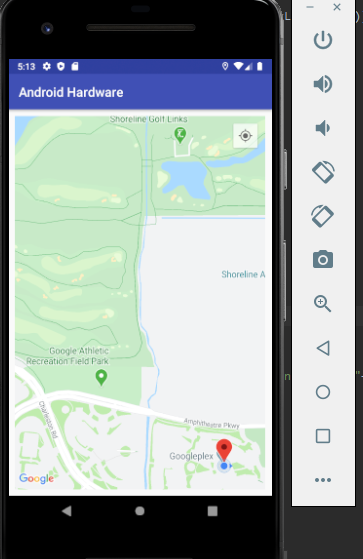 5:13
Android Hardware
Shoreline Golf Links
Shoreline A
Google Athletic
Recreation Field Park
Charleston Rd
Amphitheatre Pkwy
Googleplex
Google